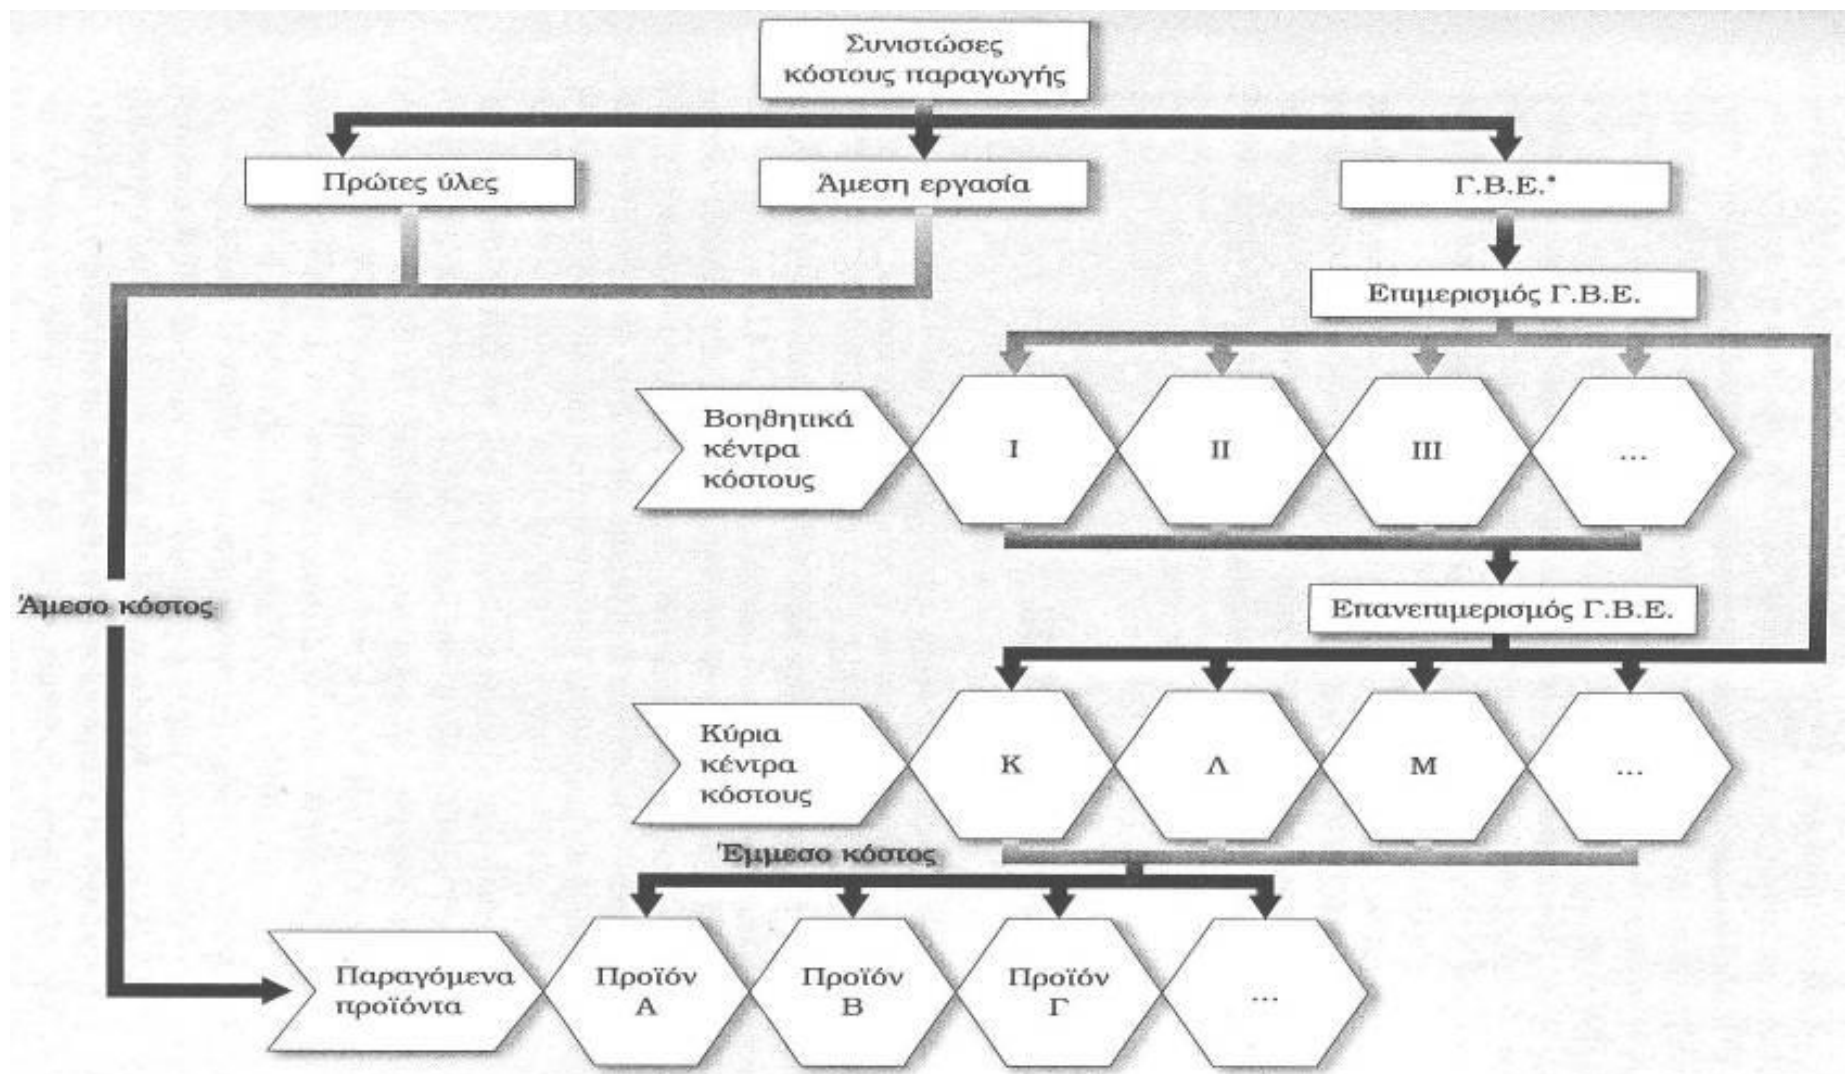 Συνιστώσες
κόστους παραγωγής
Πρώτες ύλες
Άμεση εργασία
Γ.Β.Ε.*
Επιμερισμός Γ.Β.Ε.
Βοηθητικά
κέντρα
κόστους
I
II
III
...
Άμεσο κόστος
Επανεπιμερισμός Γ.Β.Ε.
Κύρια
κέντρα
κόστους
Κ
Λ
Μ
...
Έμμεσο κόστος
Παραγόμενα
προϊόντα
Προϊόν
Α
Προϊόν
Β
Προϊόν
Γ
...